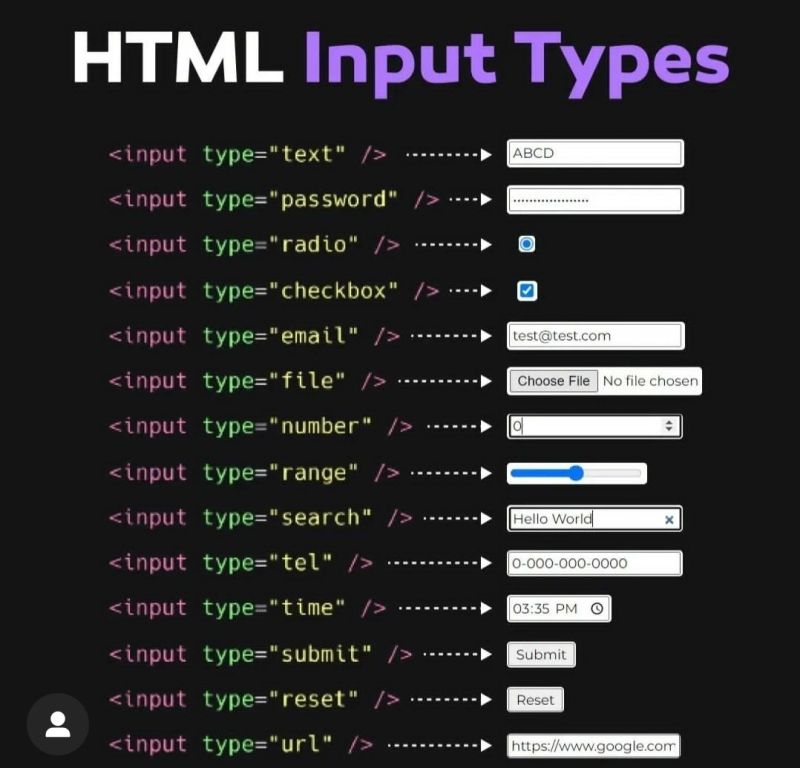 HTML Input Types
<input type="text" /> ABCD
<input type="password" /> ··················
<input type="radio" />
<input type="checkbox" />
<input type="email" /> test@test.com
<input type="file" /> Choose File No file chosen
<input type="number" /> 0
<input type="range" />
<input type="search" /> Hello World ×
<input type="tel" /> 0-000-000-0000
<input type="time" /> 03:35 PM
<input type="submit" /> Submit
<input type="reset" /> Reset
<input type="url" /> https://www.google.com